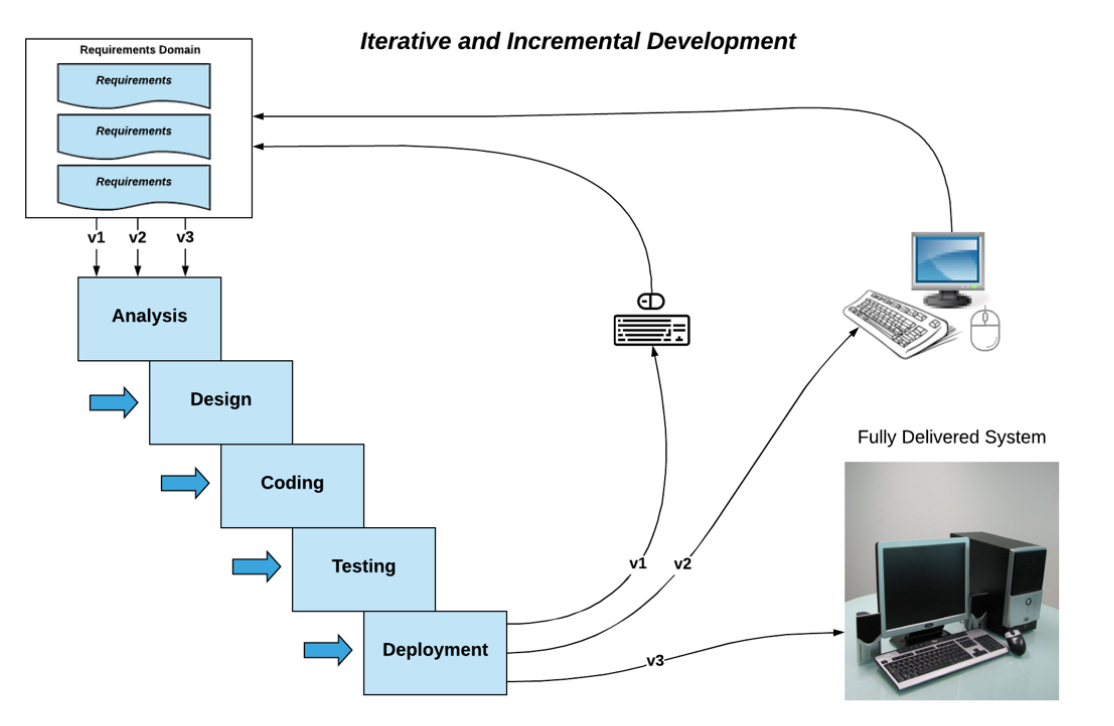 Iterative and Incremental Development
Requirements Domain
Requirements
Requirements
Requirements
v1 v2 v3
Analysis
Design
Coding
Testing
Deployment
v1 v2
v3
Fully Delivered System